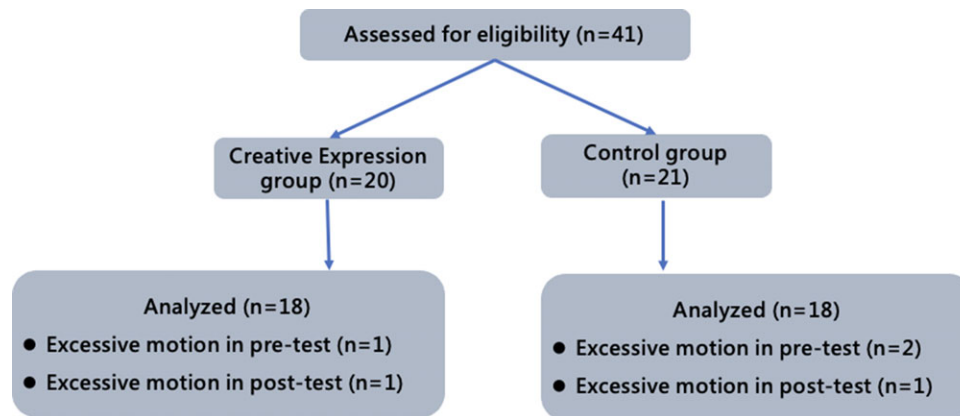 Assessed for eligibility (n=41)
Creative Expression
group (n=20)
Control group
(n=21)
Analyzed (n=18)
● Excessive motion in pre-test (n=1)
● Excessive motion in post-test (n=1)
Analyzed (n=18)
● Excessive motion in pre-test (n=2)
● Excessive motion in post-test (n=1)